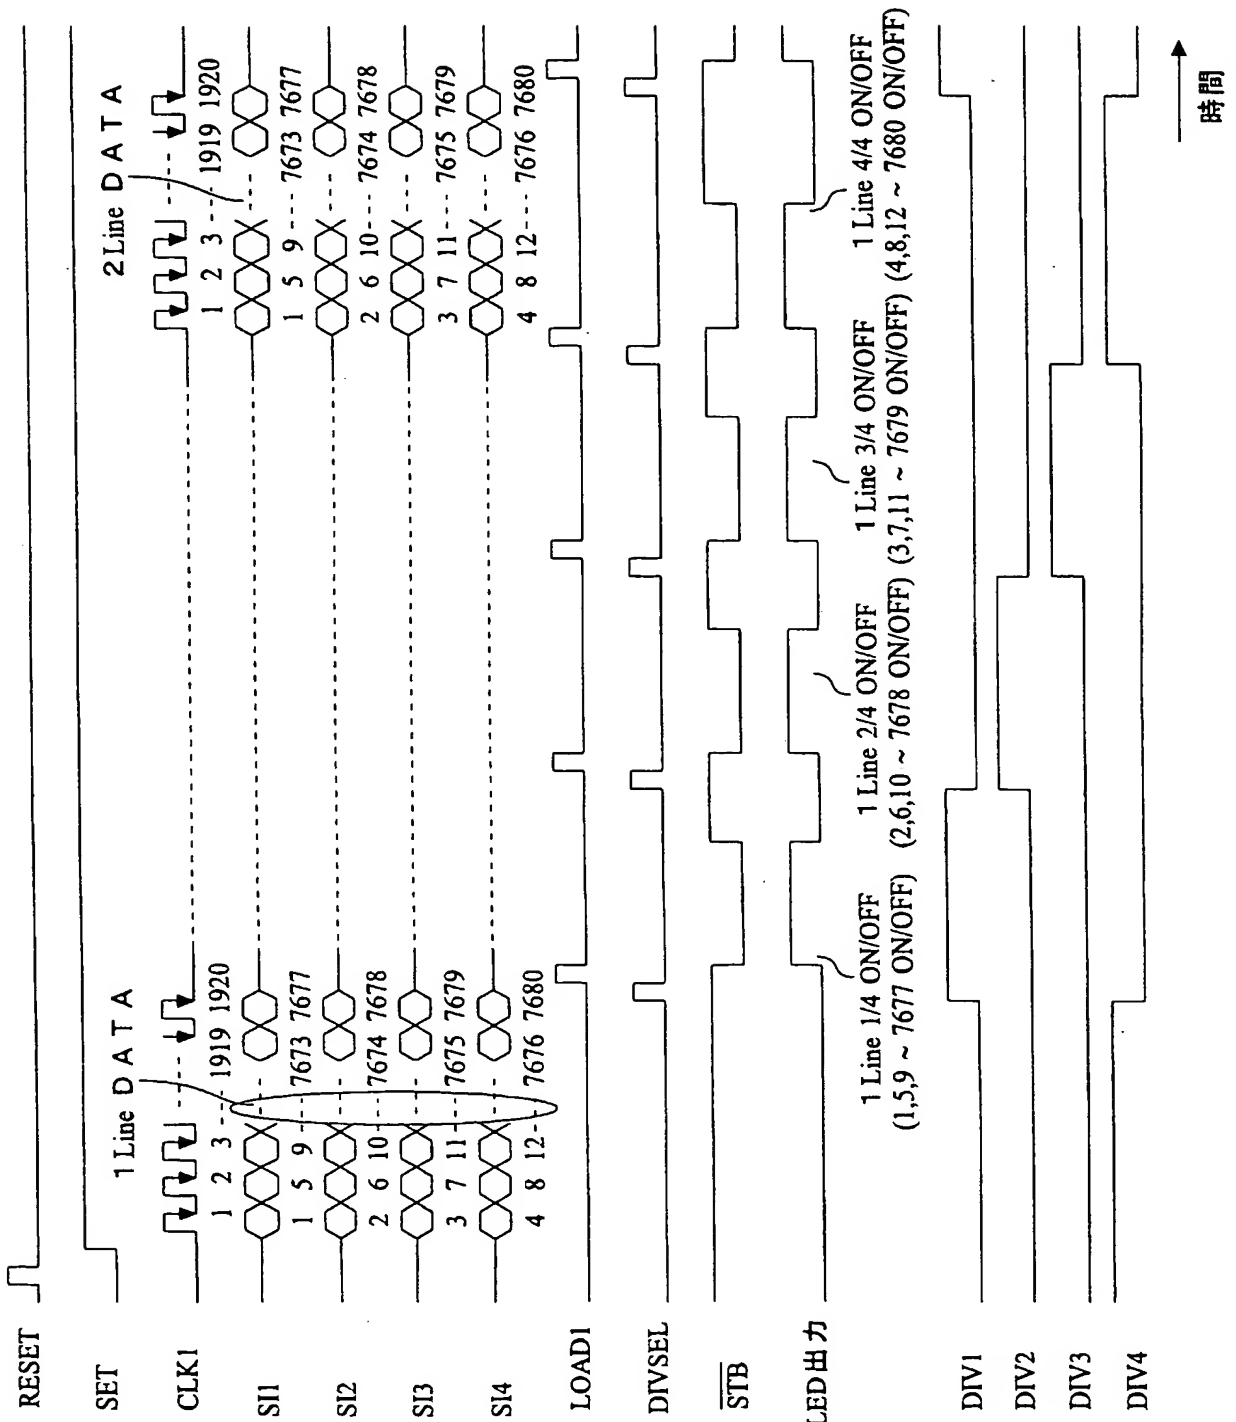 RESET
SET
CLK1
SI1
SI2
SI3
SI4
LOAD1
DIVSEL
STB
LED出力
DIV1
DIV2
DIV3
DIV4
1 Line DATA
1 2 3 ---- 1919 1920
1 5 9 ---- 7673 7677
2 6 10 ---- 7674 7678
3 7 11 ---- 7675 7679
4 8 12 ---- 7676 7680
2 Line DATA
1 2 3 ---- 1919 1920
1 5 9 ---- 7673 7677
2 6 10 ---- 7674 7678
3 7 11 ---- 7675 7679
4 8 12 ---- 7676 7680
1 Line 1/4 ON/OFF
(1,5,9 ~ 7677 ON/OFF)
1 Line 2/4 ON/OFF
(2,6,10 ~ 7678 ON/OFF)
1 Line 3/4 ON/OFF
(3,7,11 ~ 7679 ON/OFF)
1 Line 4/4 ON/OFF
(4,8,12 ~ 7680 ON/OFF)
時間